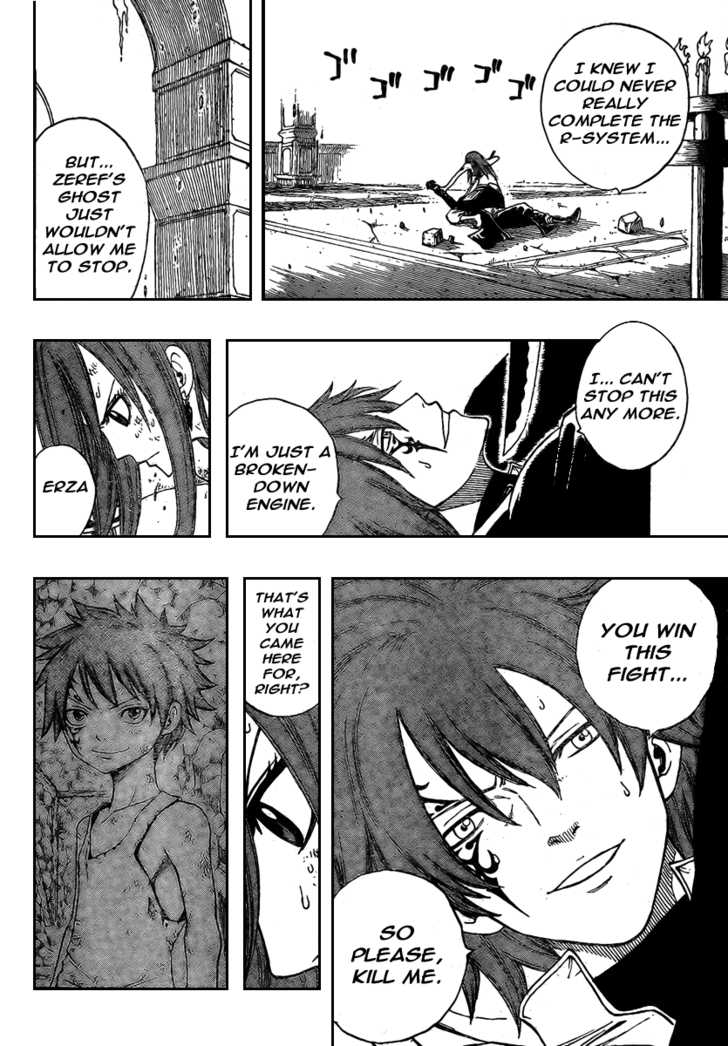 I KNEW I
COULD NEVER
REALLY
COMPLETE THE
R-SYSTEM...
ゴゴゴゴゴ
BUT...
ZEREF'S
GHOST
JUST
WOULDN'T
ALLOW ME
TO STOP.
I... CAN'T
STOP THIS
ANY MORE.
I'M JUST A
BROKEN-
DOWN
ENGINE.
ERZA
YOU WIN
THIS
FIGHT...
SO
PLEASE,
KILL ME.
THAT'S
WHAT
YOU
CAME
HERE
FOR,
RIGHT?